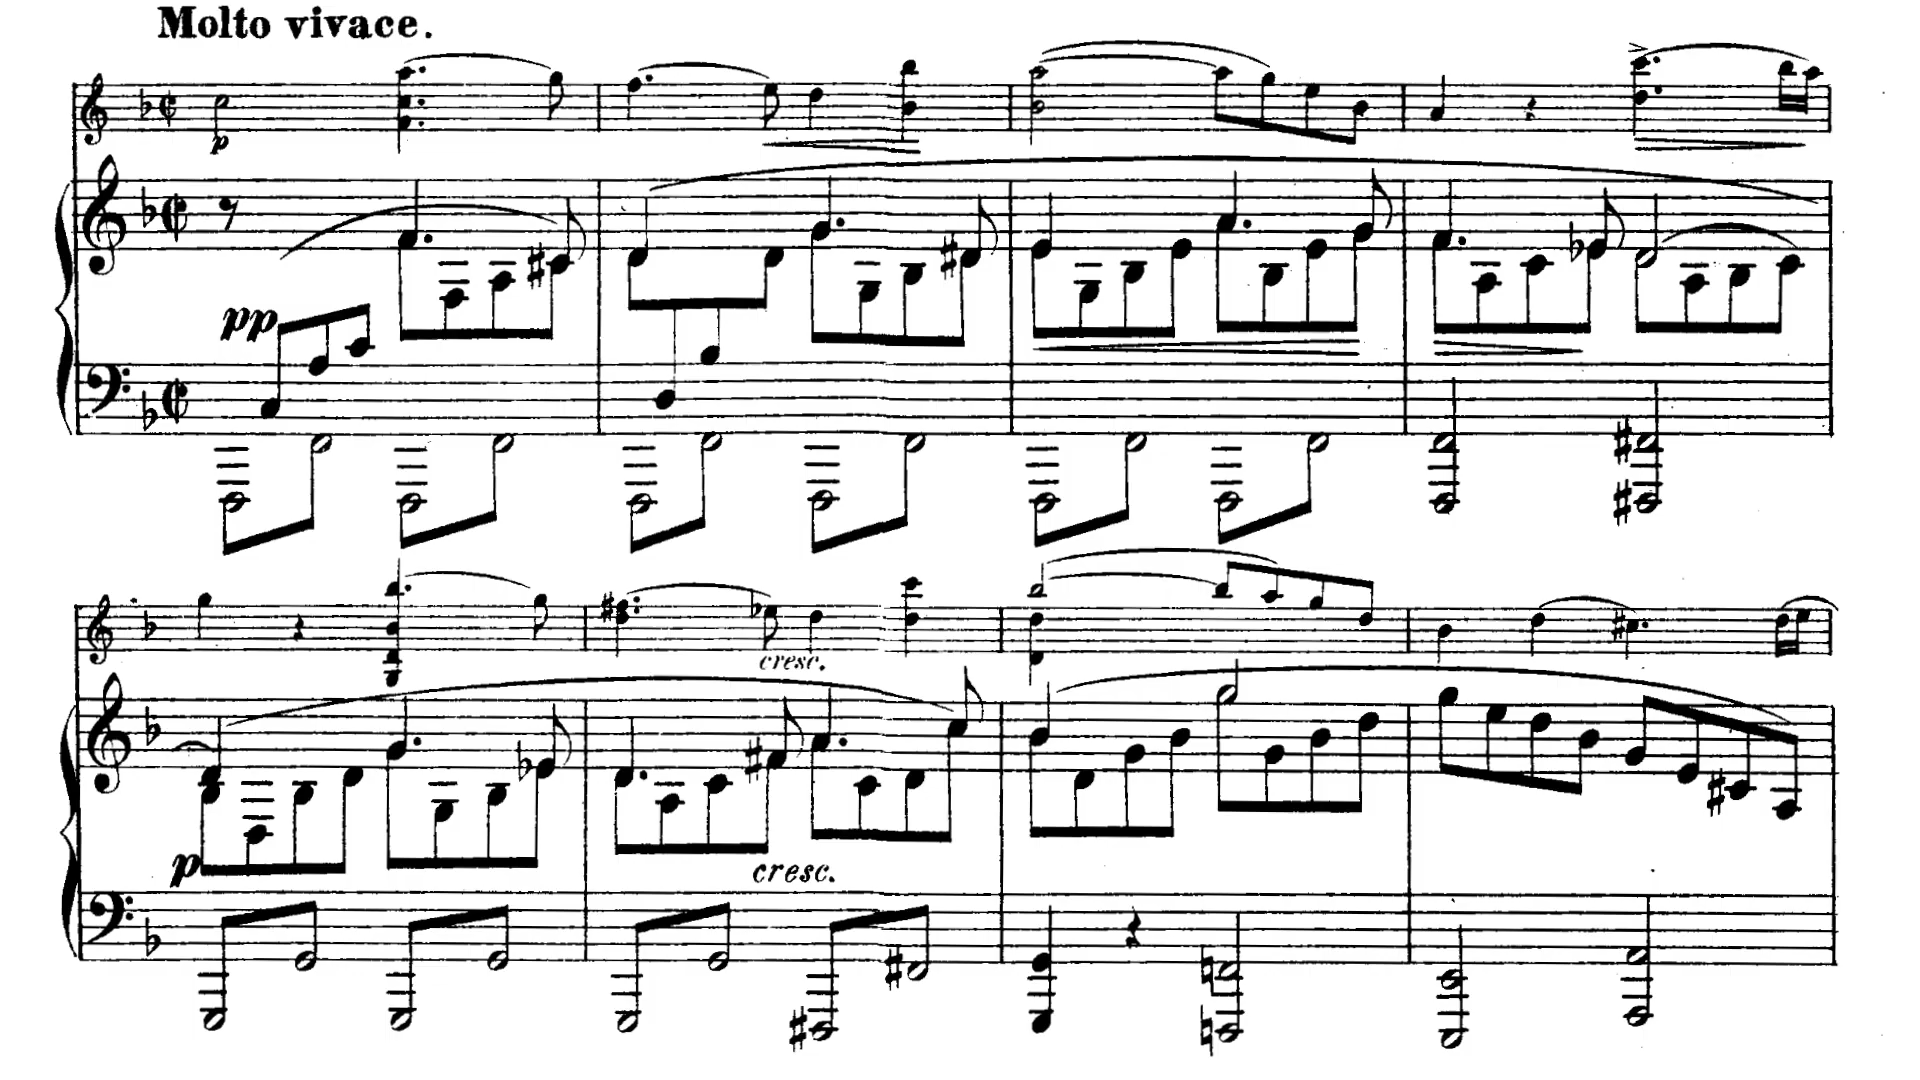 Molto vivace.
p
pp
cresc.
p
cresc.